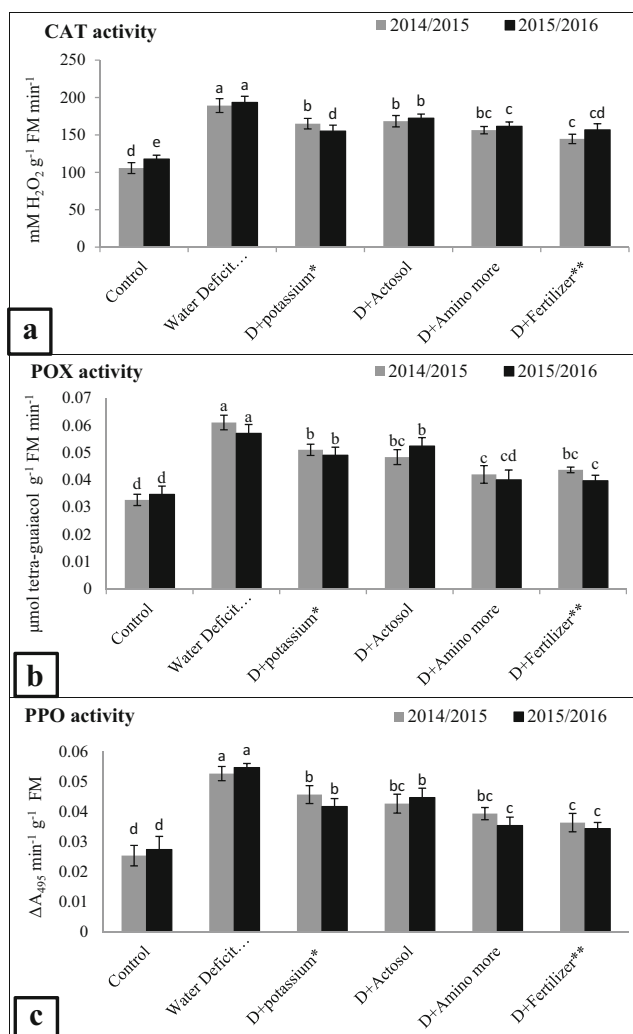 CAT activity
2014/2015 2015/2016
mM H₂O₂ g⁻¹ FM min⁻¹
250
200
150
100
50
0
d e a a b d b b bc c c cd
Control Water Deficit… D+potassium* D+Actosol D+Amino more D+Fertilizer**
a
POX activity
2014/2015 2015/2016
µmol tetra-guaiacol g⁻¹ FM min⁻¹
0.07
0.06
0.05
0.04
0.03
0.02
0.01
0
d d a a b b bc b c cd bc c
Control Water Deficit… D+potassium* D+Actosol D+Amino more D+Fertilizer**
b
PPO activity
2014/2015 2015/2016
ΔA₄₉₅ min⁻¹ g⁻¹ FM
0.06
0.05
0.04
0.03
0.02
0.01
0
d d a a b b bc b bc c c c
Control Water Deficit… D+potassium* D+Actosol D+Amino more D+Fertilizer**
c